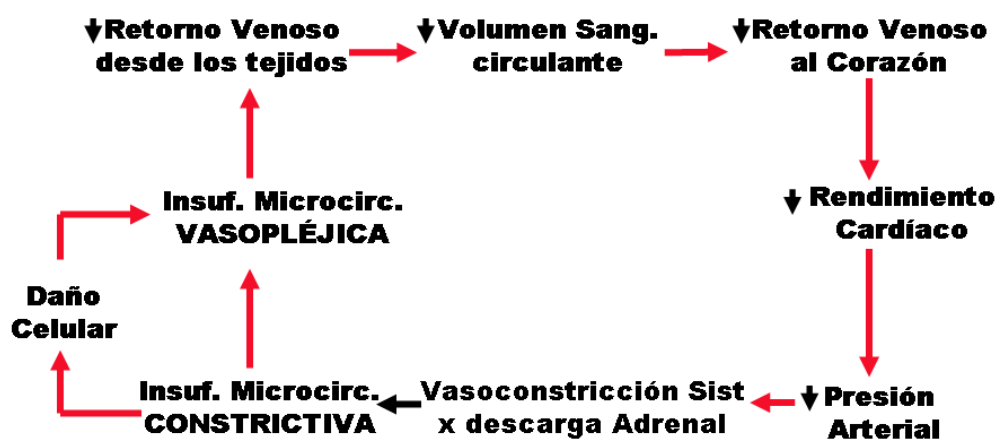 Retorno Venoso
desde los tejidos
Volumen Sang.
circulante
Retorno Venoso
al Corazón
Rendimiento
Cardíaco
Presión
Arterial
Vasoconstricción Sist
x descarga Adrenal
Insuf. Microcirc.
CONSTRICTIVA
Daño
Celular
Insuf. Microcirc.
VASOPLÉJICA